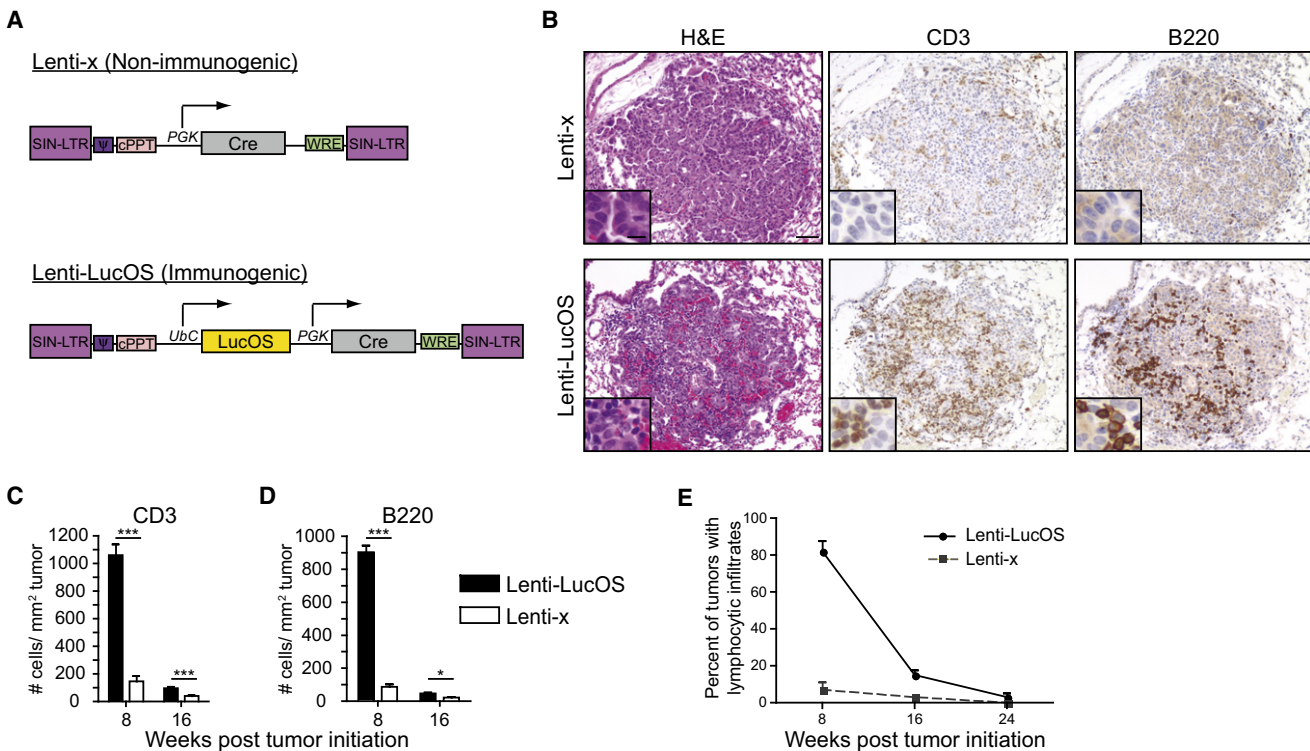 A
Lenti-x (Non-immunogenic)
PGK
SIN-LTR Ψ cPPT Cre WRE SIN-LTR
Lenti-LucOS (Immunogenic)
UbC PGK
SIN-LTR Ψ cPPT LucOS Cre WRE SIN-LTR
B
H&E CD3 B220
Lenti-x
Lenti-LucOS
C
CD3
# cells/ mm² tumor
1200
1000
800
600
400
200
0
***
***
8 16
D
B220
# cells/ mm² tumor
1000
800
600
400
200
0
***
*
8 16
Lenti-LucOS
Lenti-x
Weeks post tumor initiation
E
Percent of tumors with
lymphocytic infiltrates
100
80
60
40
20
0
Lenti-LucOS
Lenti-x
8 16 24
Weeks post tumor initiation